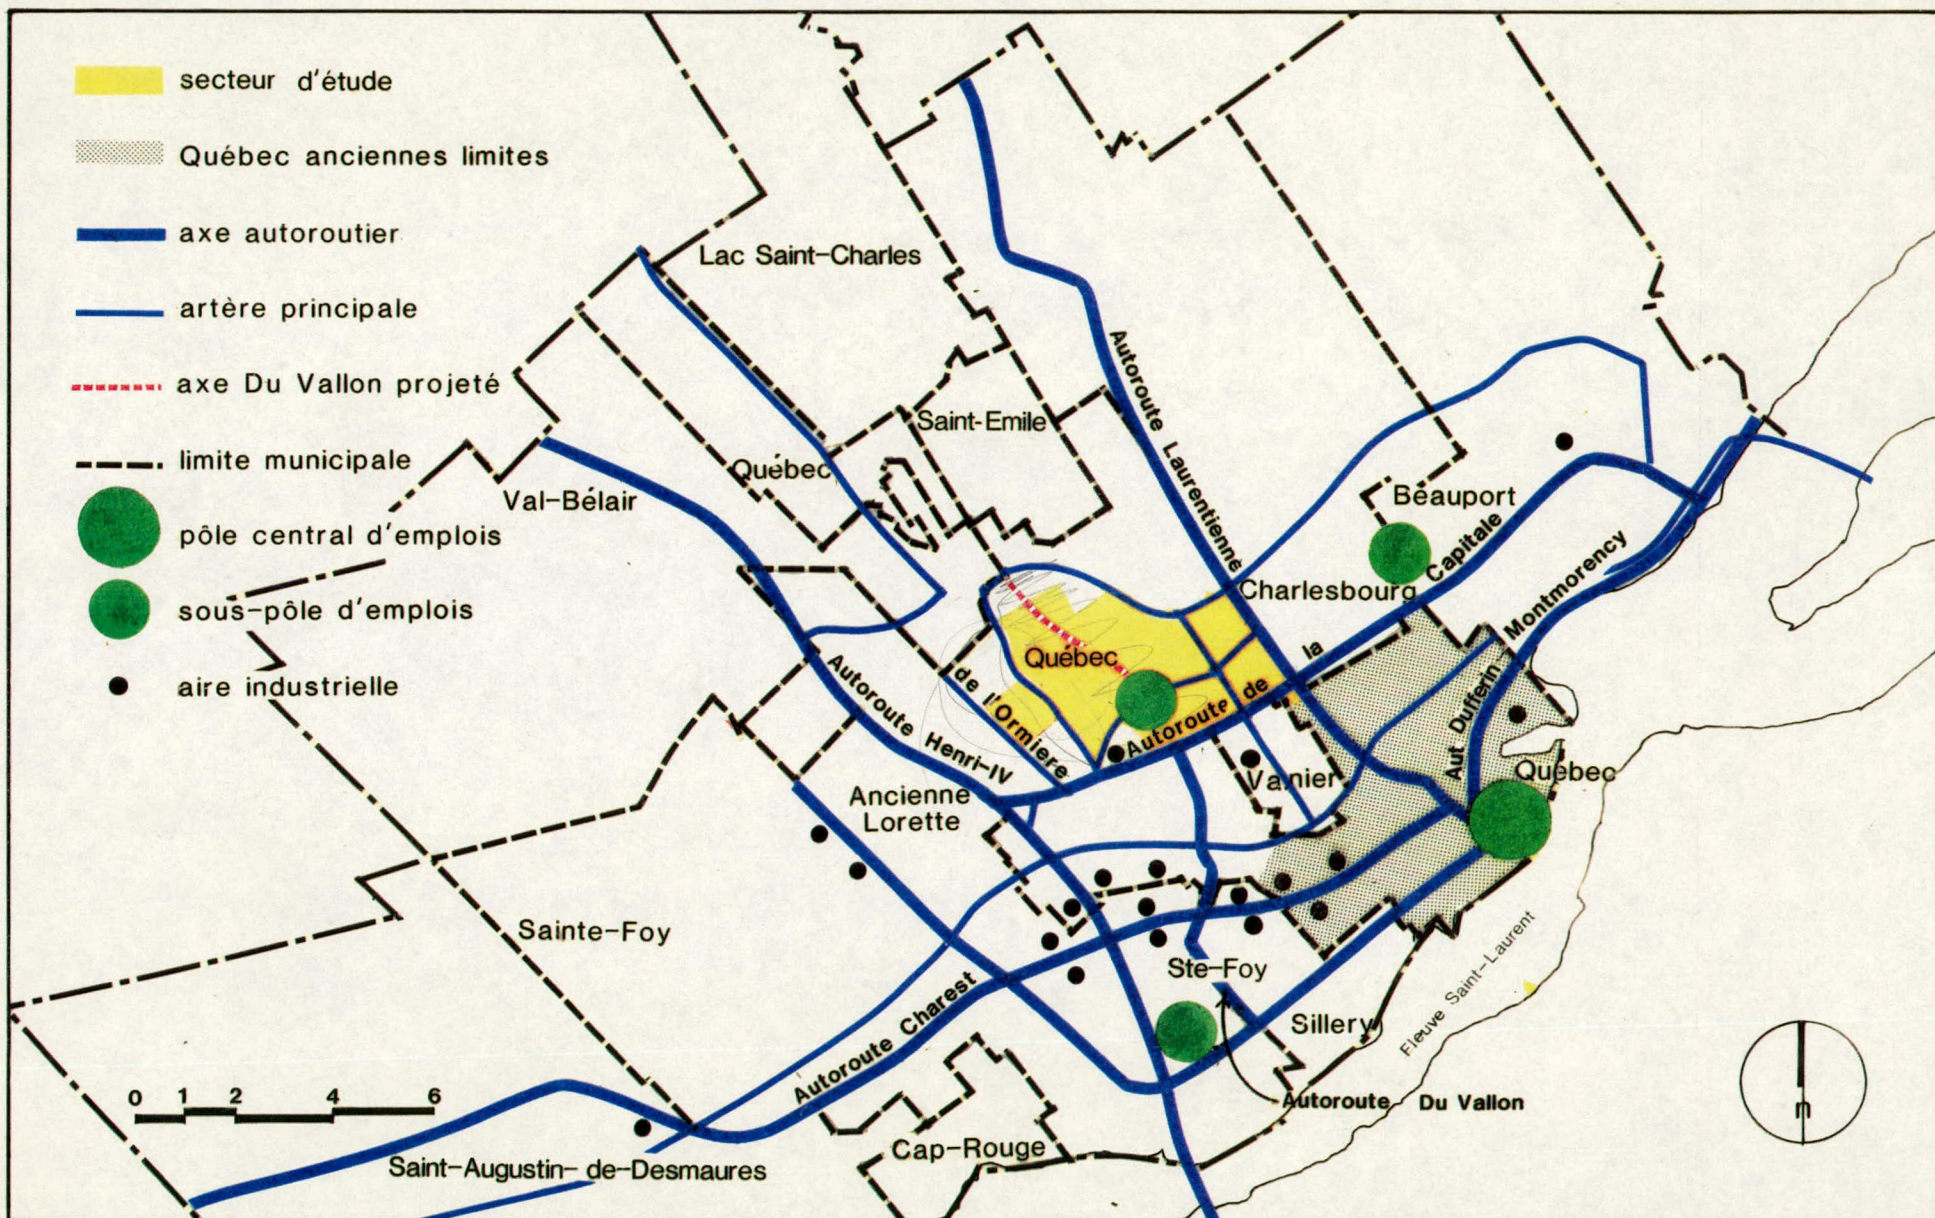 secteur d'étude
Québec anciennes limites
axe autoroutier
artère principale
axe Du Vallon projeté
limite municipale
pôle central d'emplois
sous-pôle d'emplois
aire industrielle
Lac Saint-Charles
Saint-Emile
Québec
Val-Bélair
Autoroute Laurentienne
Beauport
Charlesbourg
Autoroute de la Capitale
Aut Dufferin Montmorency
Québec
de l'Ormiere
Autoroute Henri-IV
Vanier
Québec
Ancienne
Lorette
Sainte-Foy
Ste-Foy
Sillery
Fleuve Saint-Laurent
Autoroute Charest
Autoroute Du Vallon
0 1 2 4 6
Cap-Rouge
Saint-Augustin-de-Desmaures
n